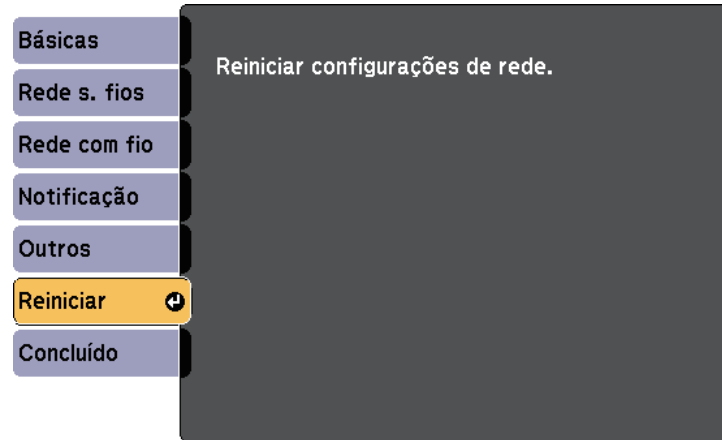 Básicas
Rede s. fios
Rede com fio
Notificação
Outros
Reiniciar
Concluído
Reiniciar configurações de rede.